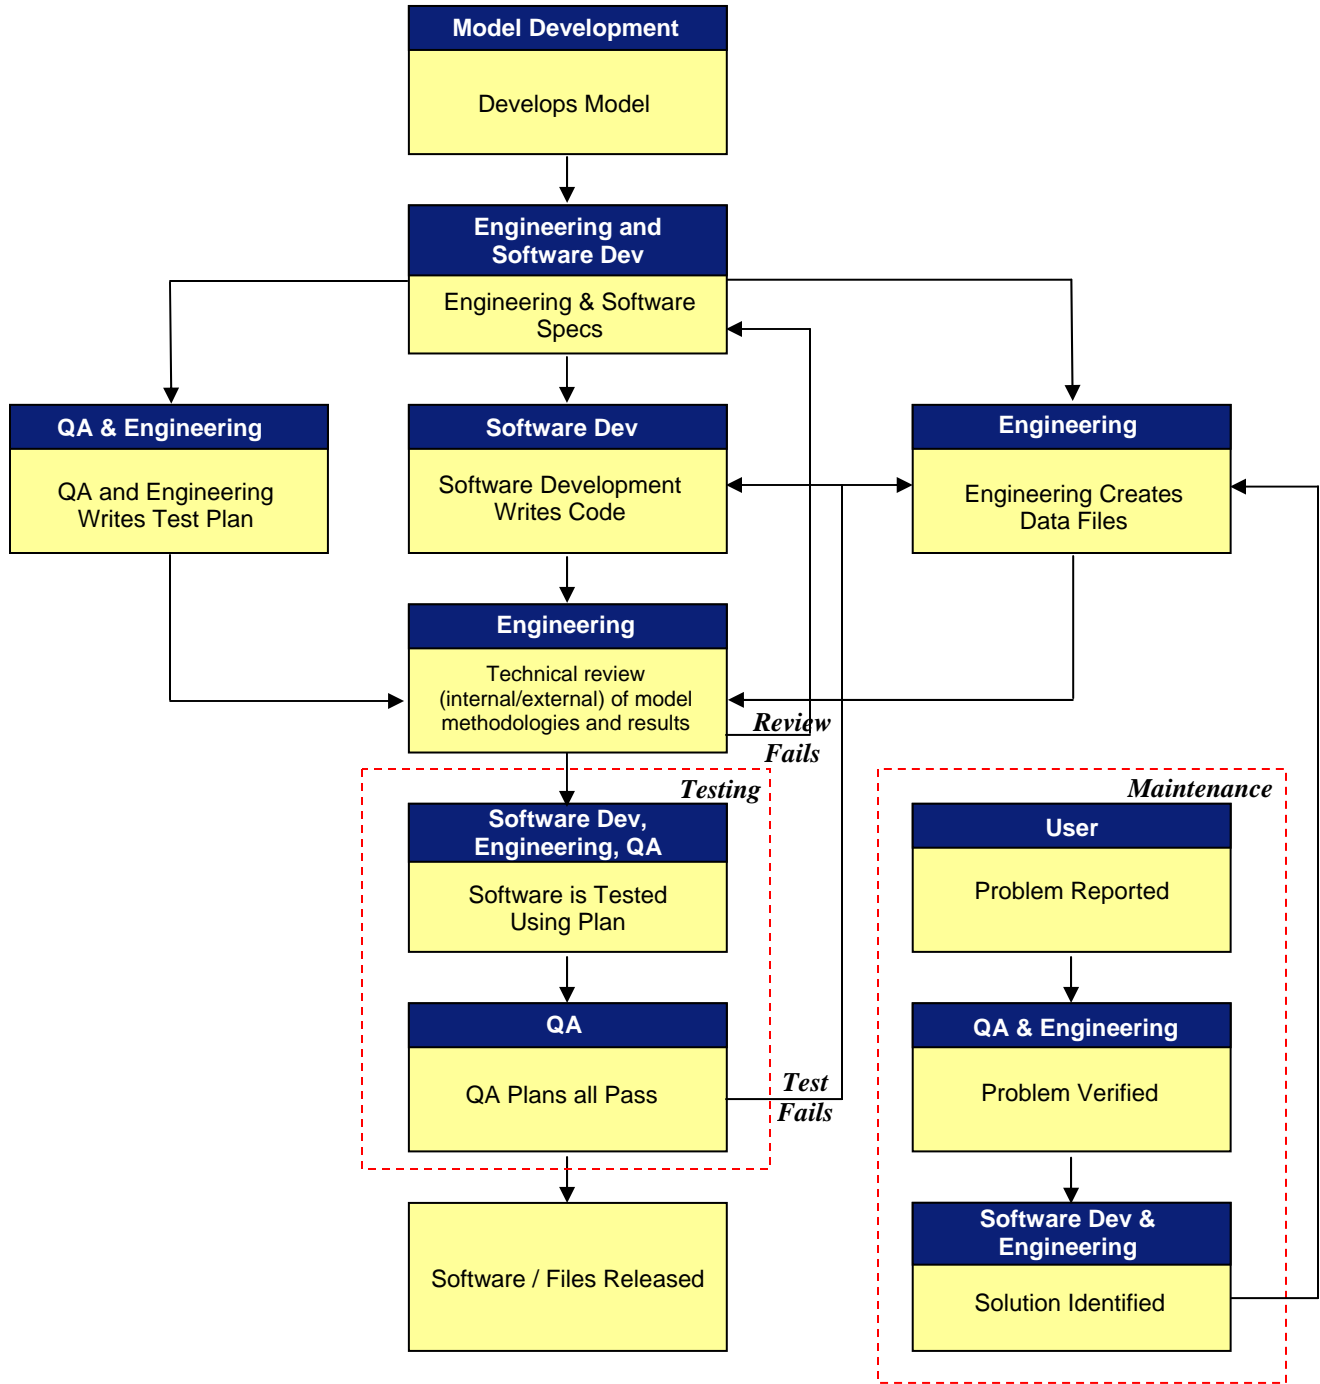 Model Development
Develops Model
Engineering and
Software Dev
Engineering & Software
Specs
QA & Engineering
QA and Engineering
Writes Test Plan
Software Dev
Software Development
Writes Code
Engineering
Engineering Creates
Data Files
Engineering
Technical review
(internal/external) of model
methodologies and results
Review
Fails
Testing
Software Dev,
Engineering, QA
Software is Tested
Using Plan
QA
QA Plans all Pass
Test
Fails
Software / Files Released
Maintenance
User
Problem Reported
QA & Engineering
Problem Verified
Software Dev &
Engineering
Solution Identified